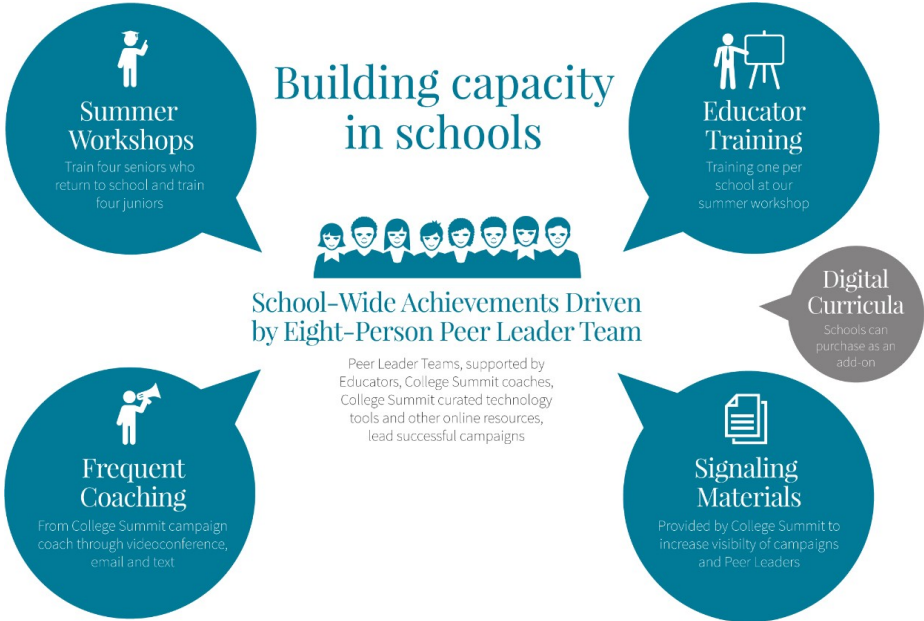 Building capacity
in schools
Summer
Workshops
Train four seniors who
return to school and train
four juniors
Educator
Training
Training one per
school at our
summer workshop
School-Wide Achievements Driven
by Eight-Person Peer Leader Team
Peer Leader Teams, supported by
Educators, College Summit coaches,
College Summit curated technology
tools and other online resources,
lead successful campaigns
Digital
Curricula
Schools can
purchase as an
add-on
Frequent
Coaching
From College Summit campaign
coach through videoconference,
email and text
Signaling
Materials
Provided by College Summit to
increase visibilty of campaigns
and Peer Leaders